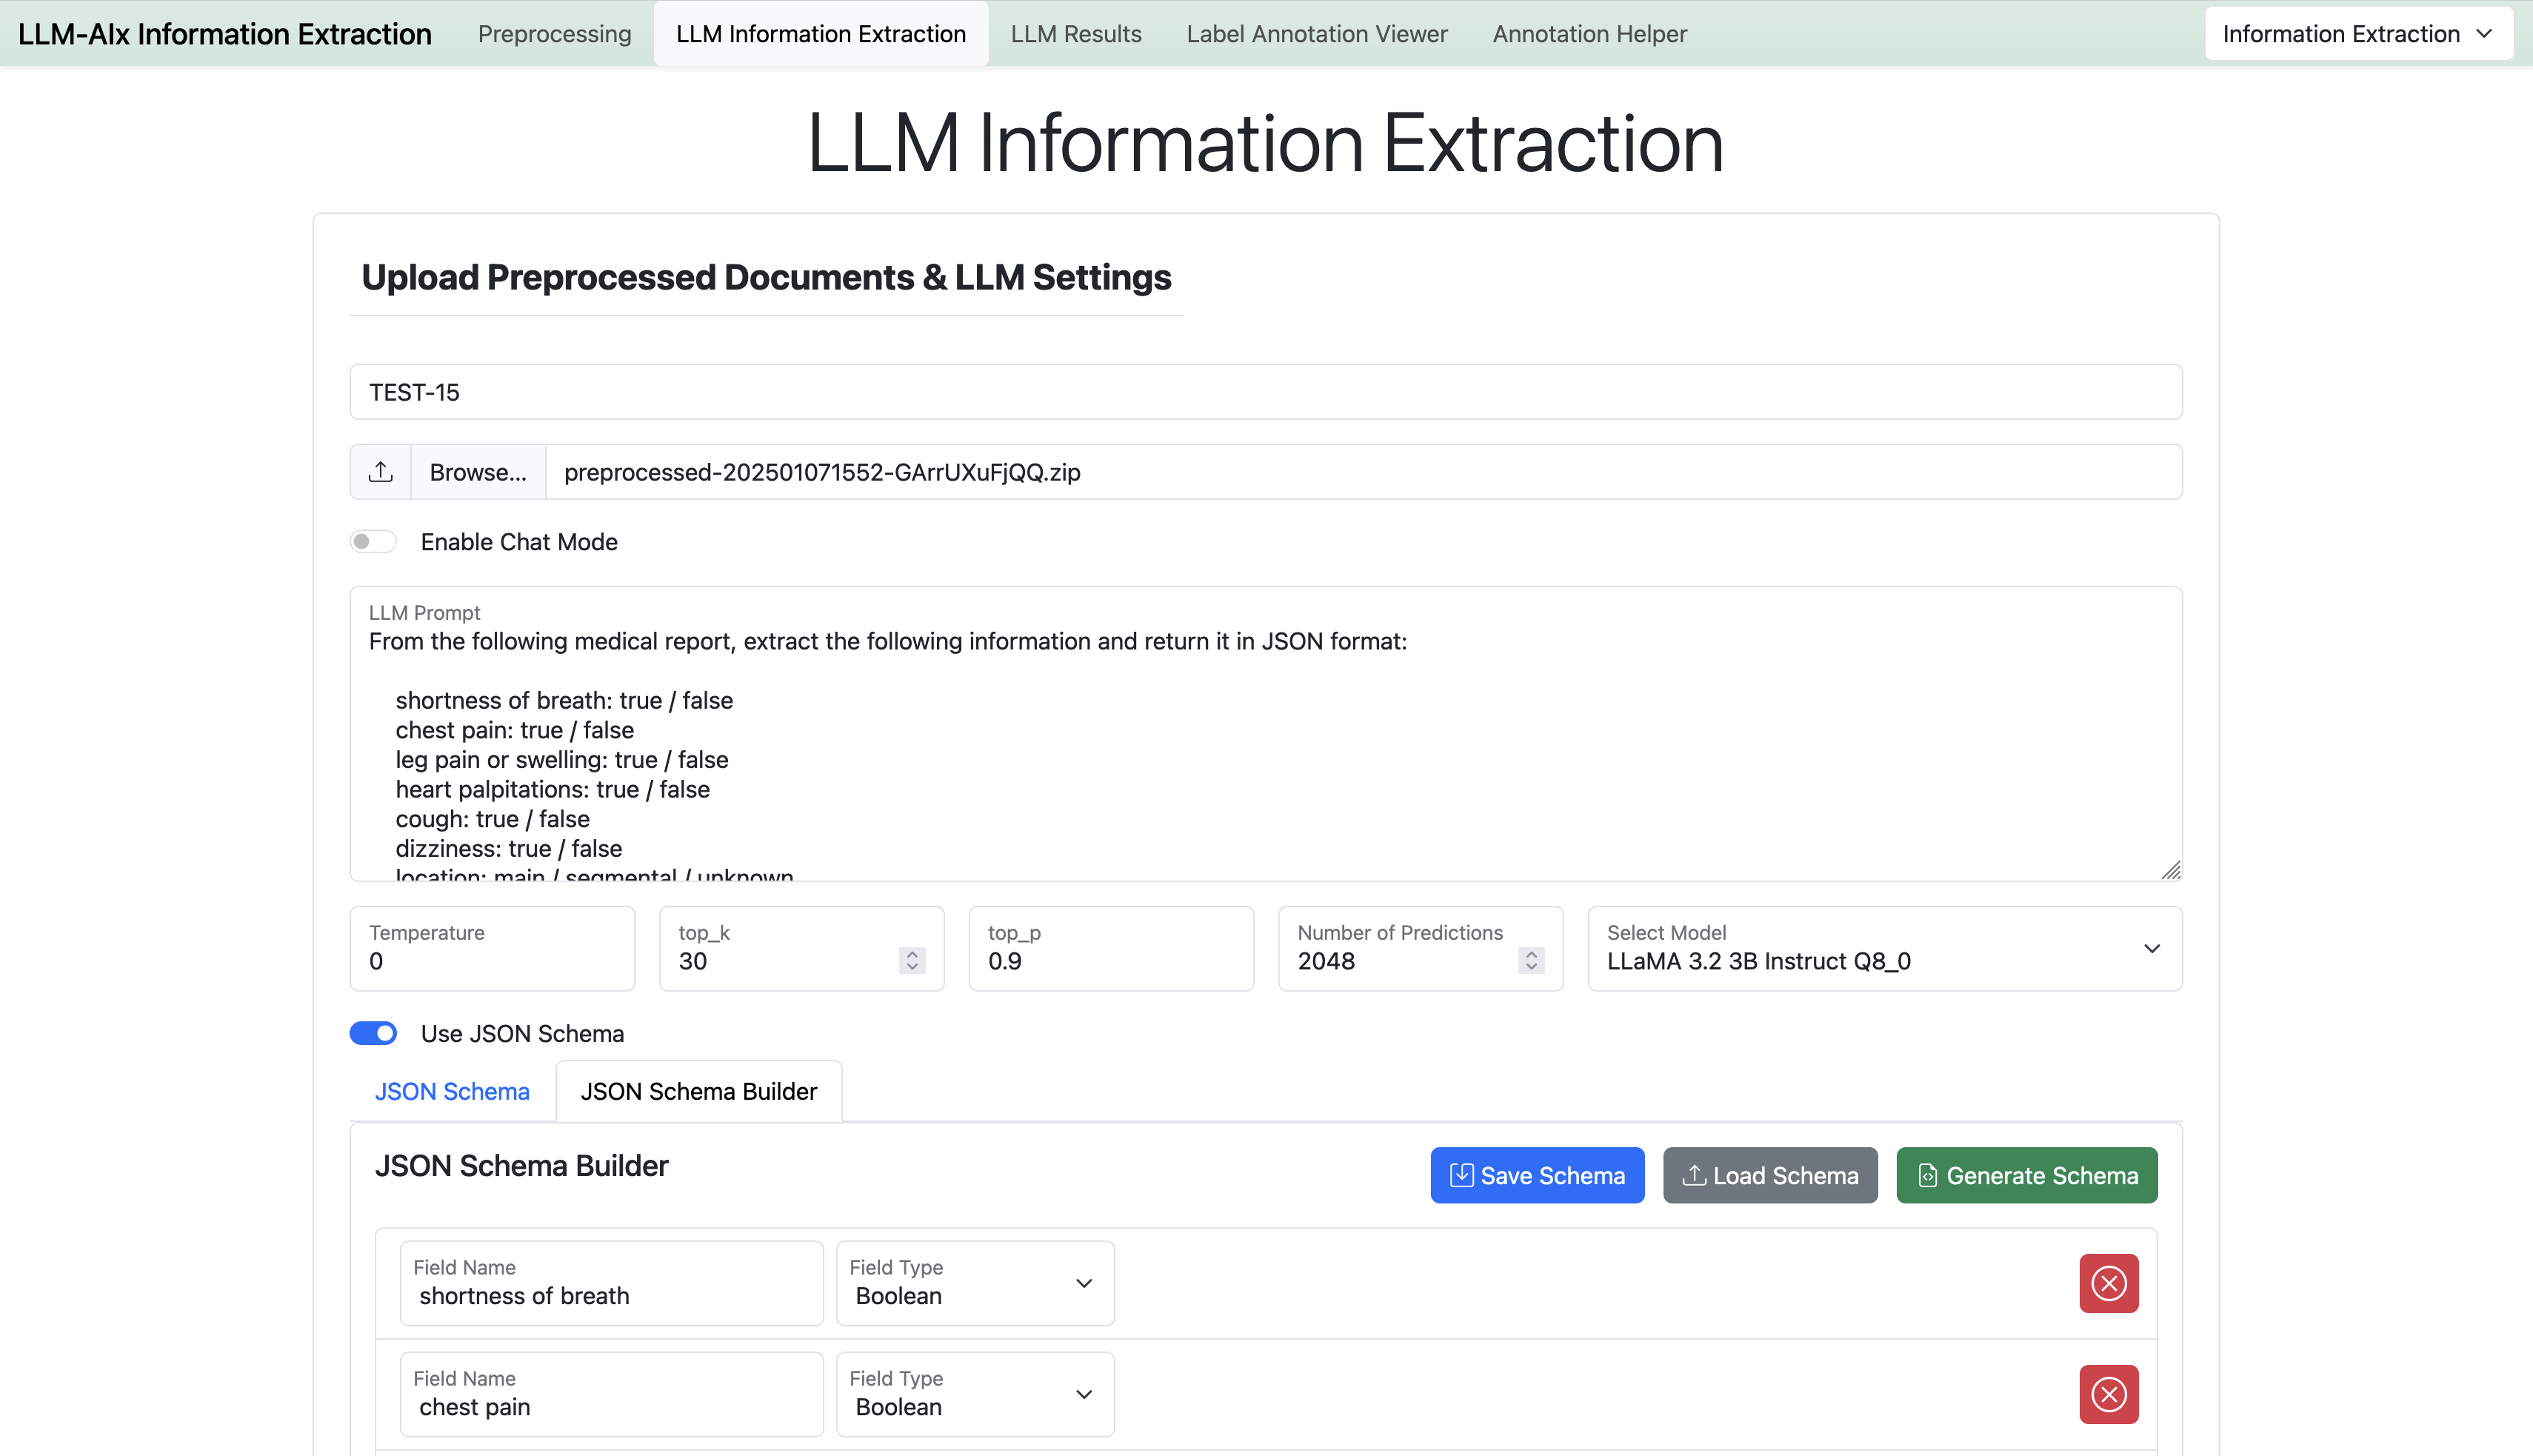 LLM-AIx Information Extraction
Preprocessing
LLM Information Extraction
LLM Results
Label Annotation Viewer
Annotation Helper
Information Extraction
LLM Information Extraction
Upload Preprocessed Documents & LLM Settings
TEST-15
Browse... preprocessed-202501071552-GArrUXuFjQQ.zip
Enable Chat Mode
LLM Prompt
From the following medical report, extract the following information and return it in JSON format:
shortness of breath: true / false
chest pain: true / false
leg pain or swelling: true / false
heart palpitations: true / false
cough: true / false
dizziness: true / false
location: main / segmental / unknown
Temperature
0
top_k
30
top_p
0.9
Number of Predictions
2048
Select Model
LLaMA 3.2 3B Instruct Q8_0
Use JSON Schema
JSON Schema
JSON Schema Builder
JSON Schema Builder
Save Schema
Load Schema
Generate Schema
Field Name
shortness of breath
Field Type
Boolean
Field Name
chest pain
Field Type
Boolean